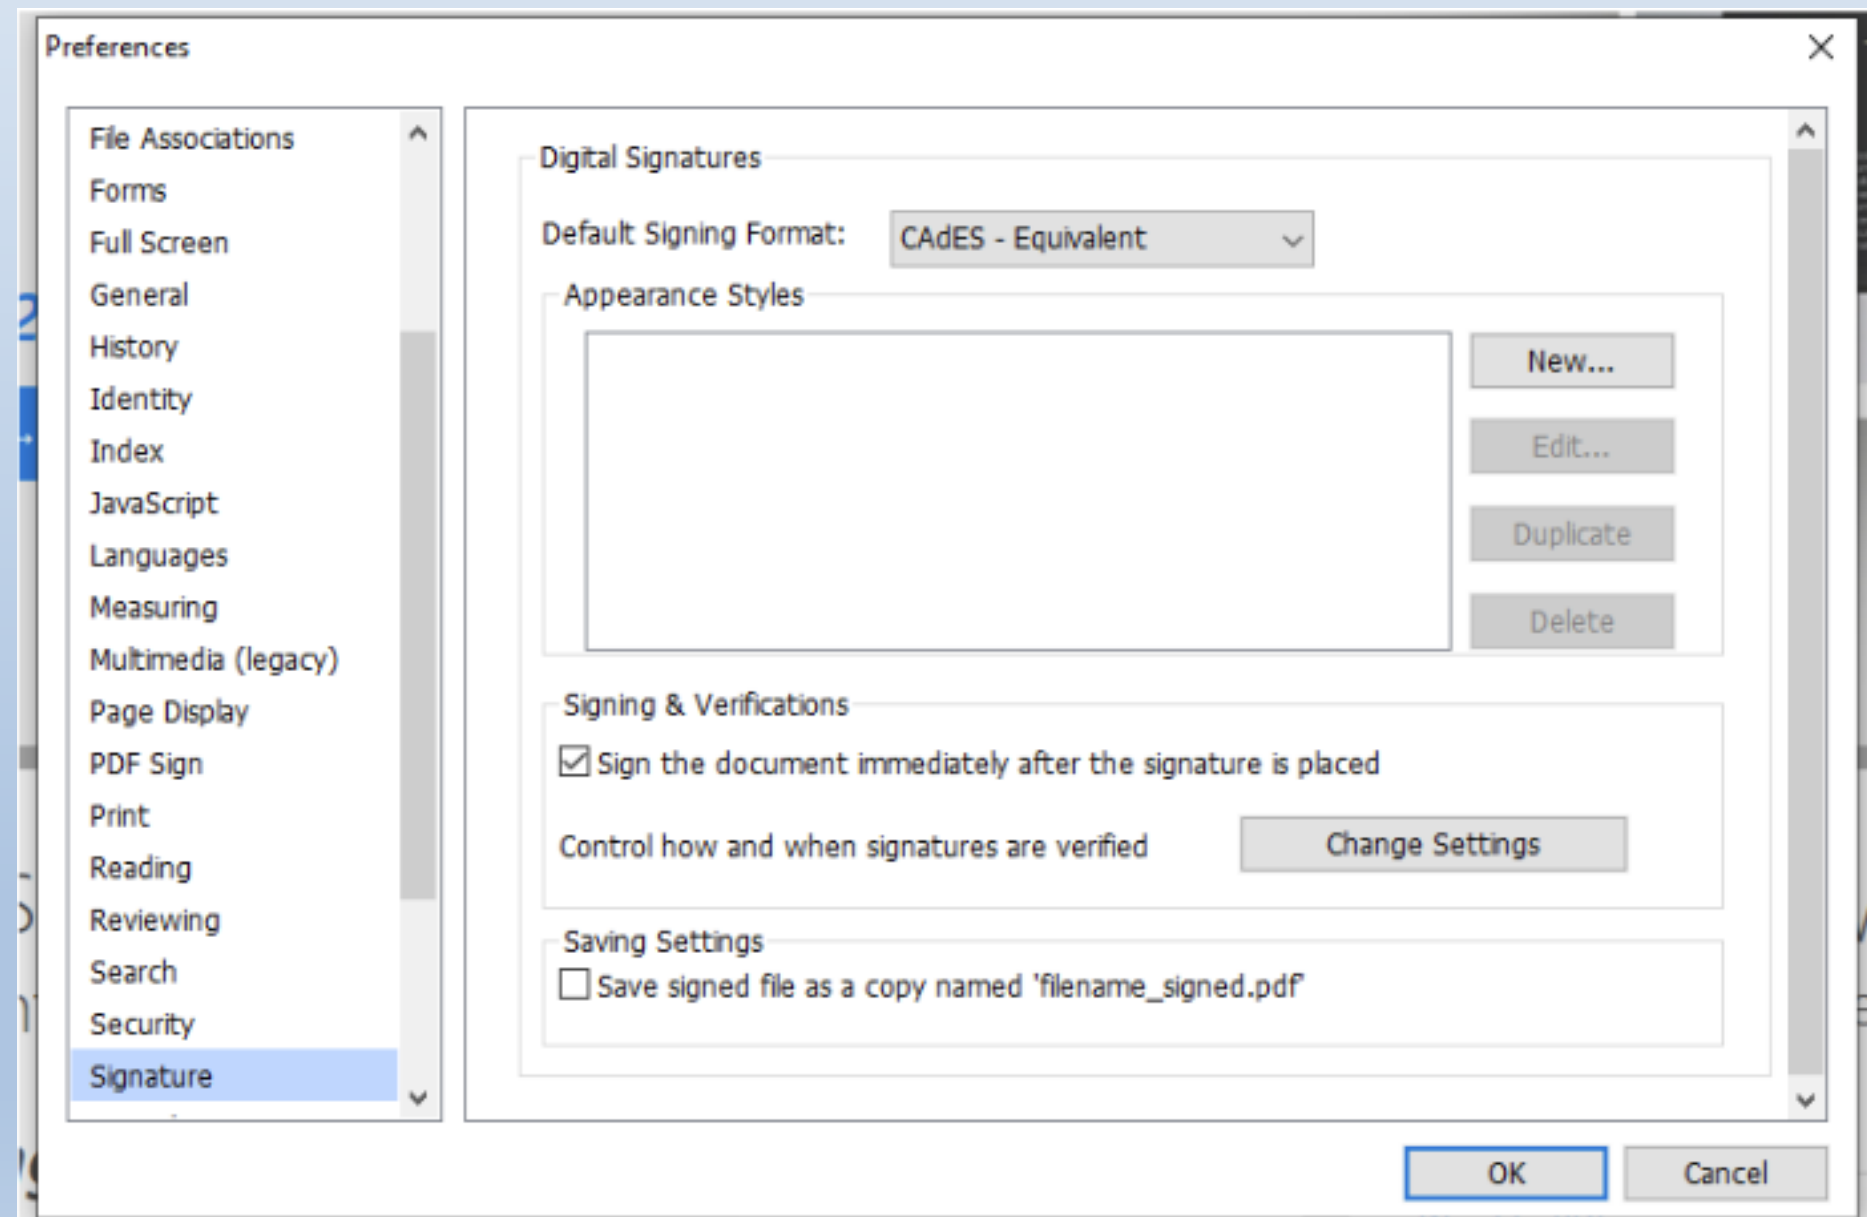 Preferences
File Associations
Forms
Full Screen
General
History
Identity
Index
JavaScript
Languages
Measuring
Multimedia (legacy)
Page Display
PDF Sign
Print
Reading
Reviewing
Search
Security
Signature
Digital Signatures
Default Signing Format: CAdES - Equivalent
Appearance Styles
New...
Edit...
Duplicate
Delete
Signing & Verifications
Sign the document immediately after the signature is placed
Control how and when signatures are verified Change Settings
Saving Settings
Save signed file as a copy named 'filename_signed.pdf'
OK Cancel